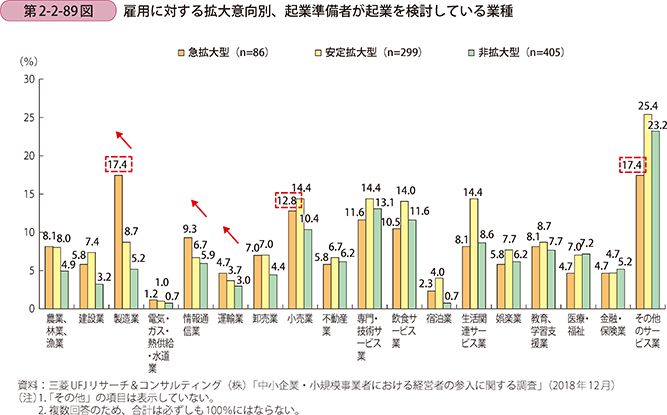 第2-2-89図
雇用に対する拡大意向別、起業準備者が起業を検討している業種
急拡大型（n=86）
安定拡大型（n=299）
非拡大型（n=405）
(%)
30
25
20
15
10
5
0
8.1
8.0
4.9
5.8
7.4
3.2
17.4
8.7
5.2
1.2
1.0
0.7
9.3
6.7
5.9
4.7
3.7
3.0
7.0
7.0
4.4
12.8
14.4
10.4
5.8
6.7
6.2
11.6
14.4
13.1
10.5
14.0
11.6
2.3
4.0
0.7
8.1
14.4
8.6
5.8
7.7
6.2
8.1
8.7
7.7
4.7
7.0
7.2
4.7
4.7
5.2
17.4
25.4
23.2
農業、
林業、
漁業
建設業
製造業
電気・
ガス・
熱供給
・水道
業
情報通
信業
運輸業
卸売業
小売業
不動産
業
専門・
技術サービス
業
飲食サービス
業
宿泊業
生活関
連サービス業
娯楽業
教育、
学習支
援業
医療・
福祉
金融・
保険業
その他
のサービス
業
資料：三菱UFJリサーチ＆コンサルティング（株）「中小企業・小規模事業者における経営者の参入に関する調査」（2018年12月）
（注）1.「その他」の項目は表示していない。
2. 複数回答のため、合計は必ずしも100％にはならない。